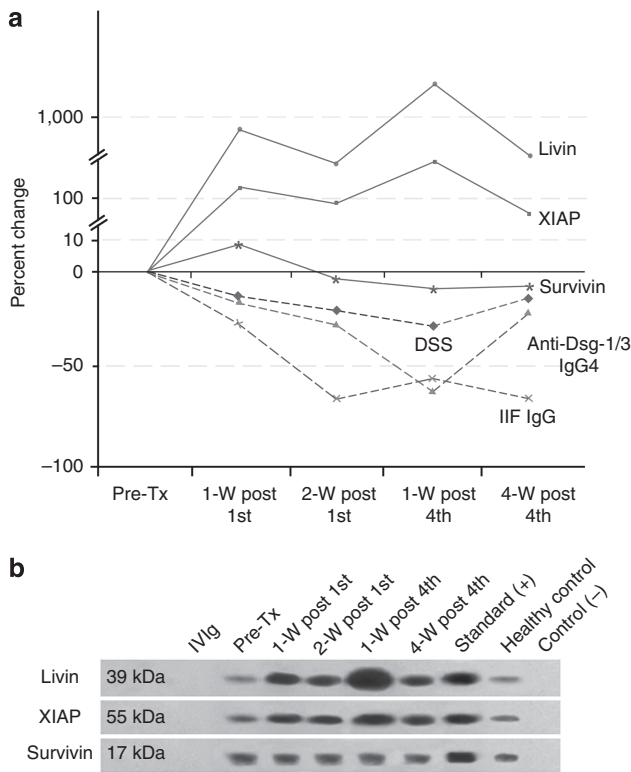 a
Percent change
1,000
100
10
0
−50
−100
Livin
XIAP
Survivin
DSS
Anti-Dsg-1/3
IgG4
IIF IgG
Pre-Tx
1-W post
1st
2-W post
1st
1-W post
4th
4-W post
4th
b
IVIg
Pre-Tx
1-W post 1st
2-W post 1st
1-W post 4th
4-W post 4th
Standard (+)
Healthy control
Control (−)
Livin
39 kDa
XIAP
55 kDa
Survivin
17 kDa